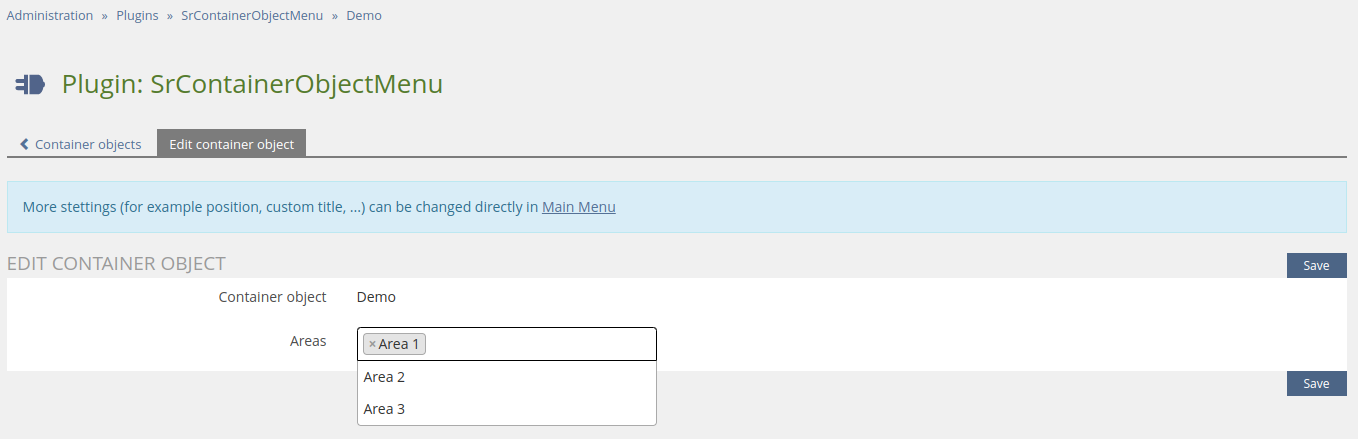 Administration » Plugins » SrContainerObjectMenu » Demo
Plugin: SrContainerObjectMenu
Container objects Edit container object
More stettings (for example position, custom title, ...) can be changed directly in Main Menu
EDIT CONTAINER OBJECT Save
Container object Demo
Areas × Area 1
Area 2
Save
Area 3